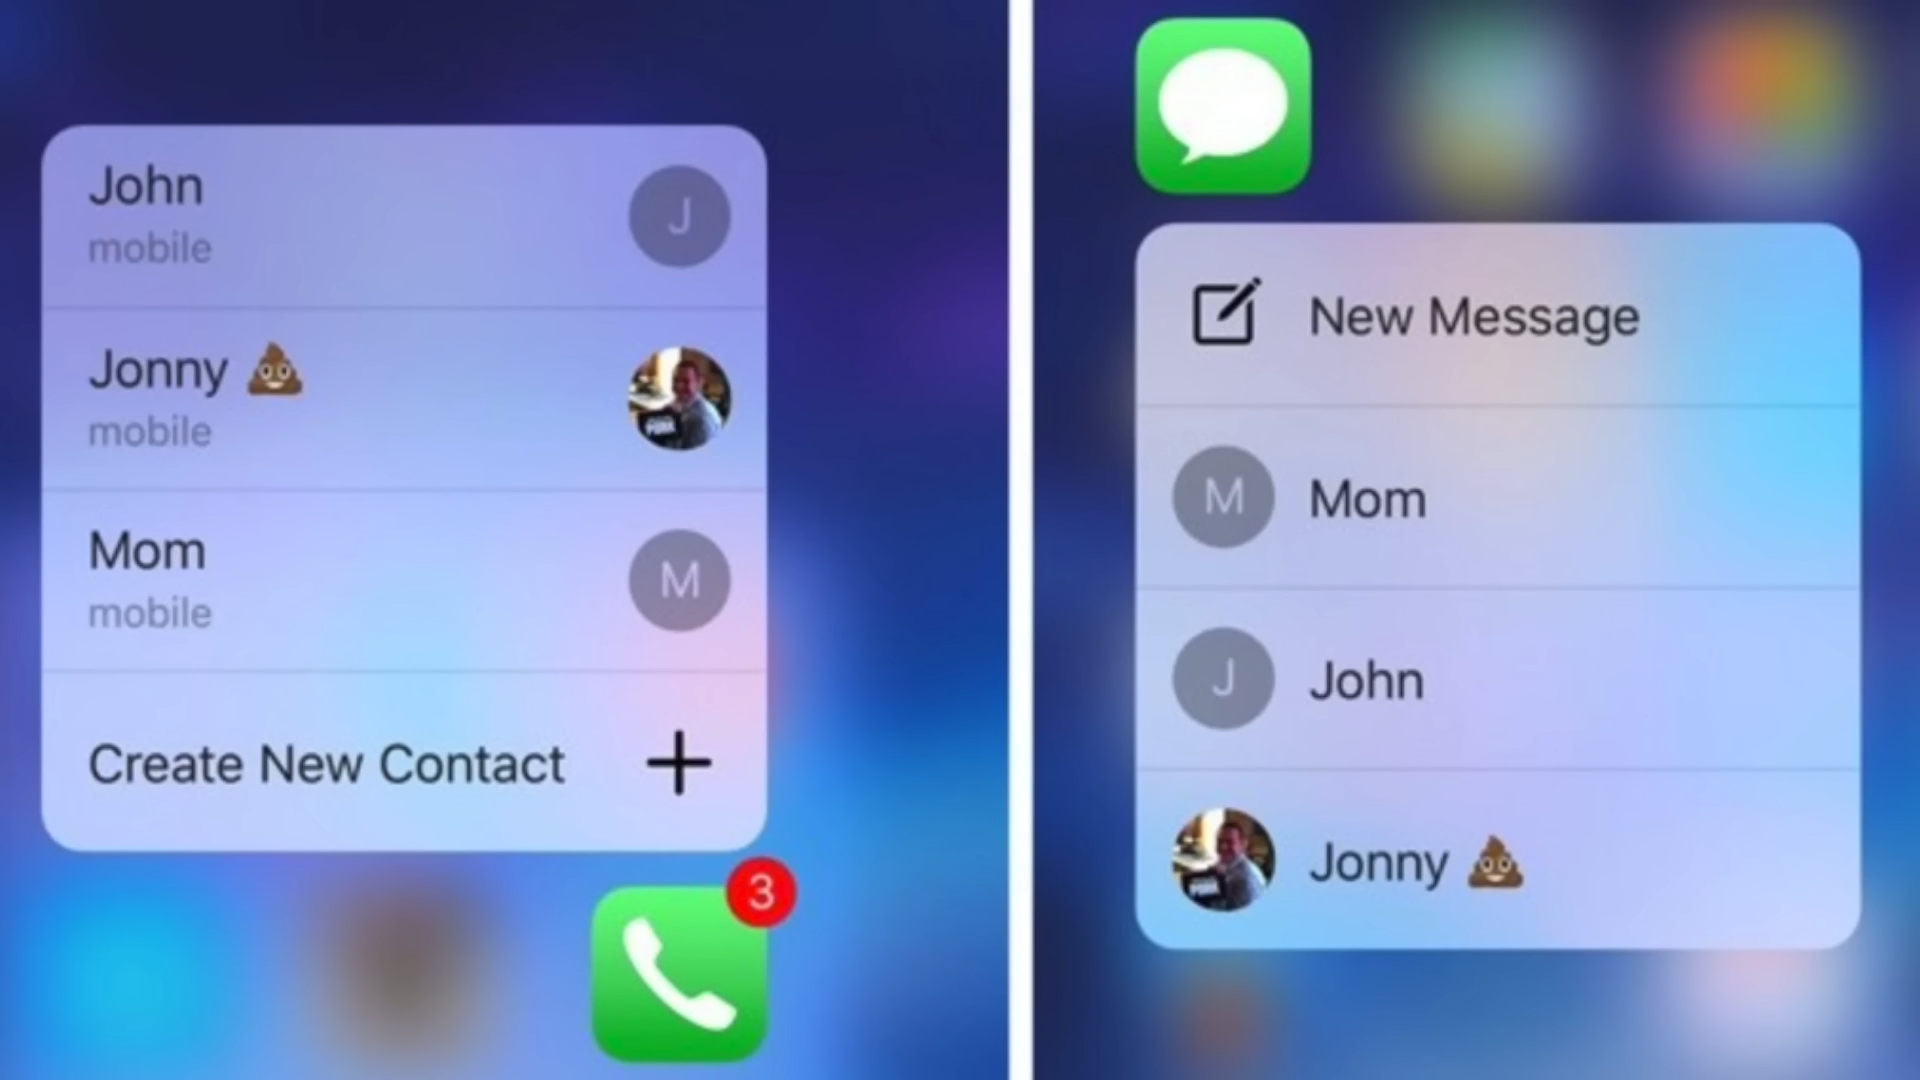 John
mobile
J
Jonny 💩
mobile
Mom
mobile
M
Create New Contact
3
New Message
M
Mom
J
John
Jonny 💩